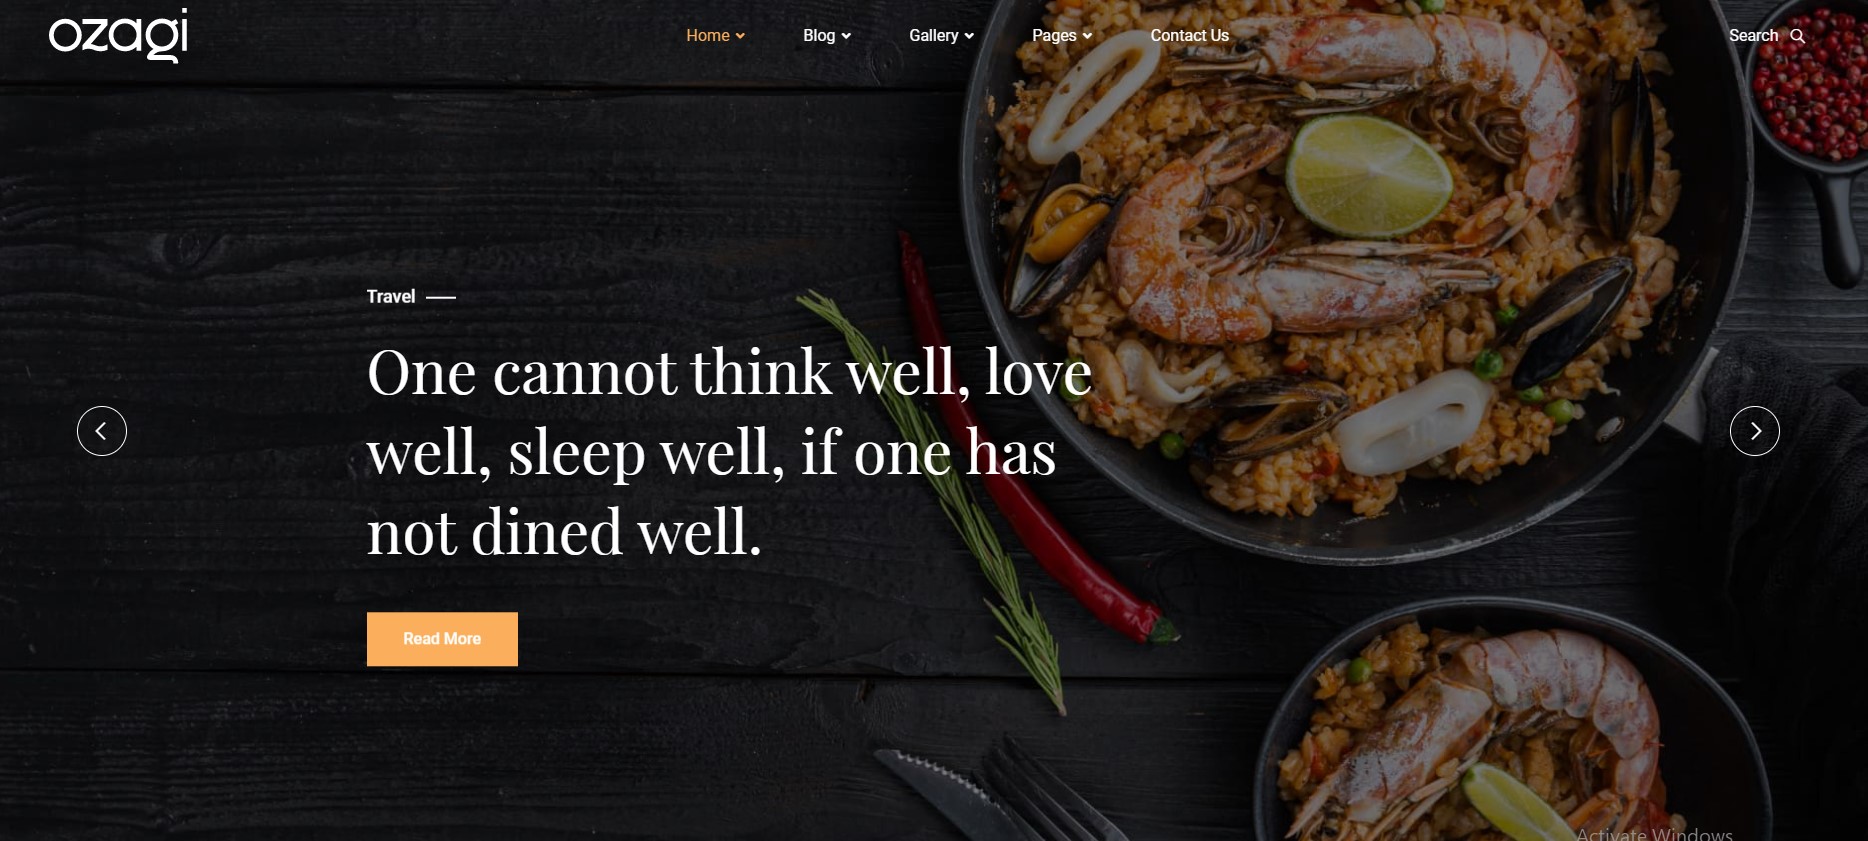 ozagi
Home Blog Gallery Pages Contact Us Search
Travel
One cannot think well, love
well, sleep well, if one has
not dined well.
Read More
Activate Windows